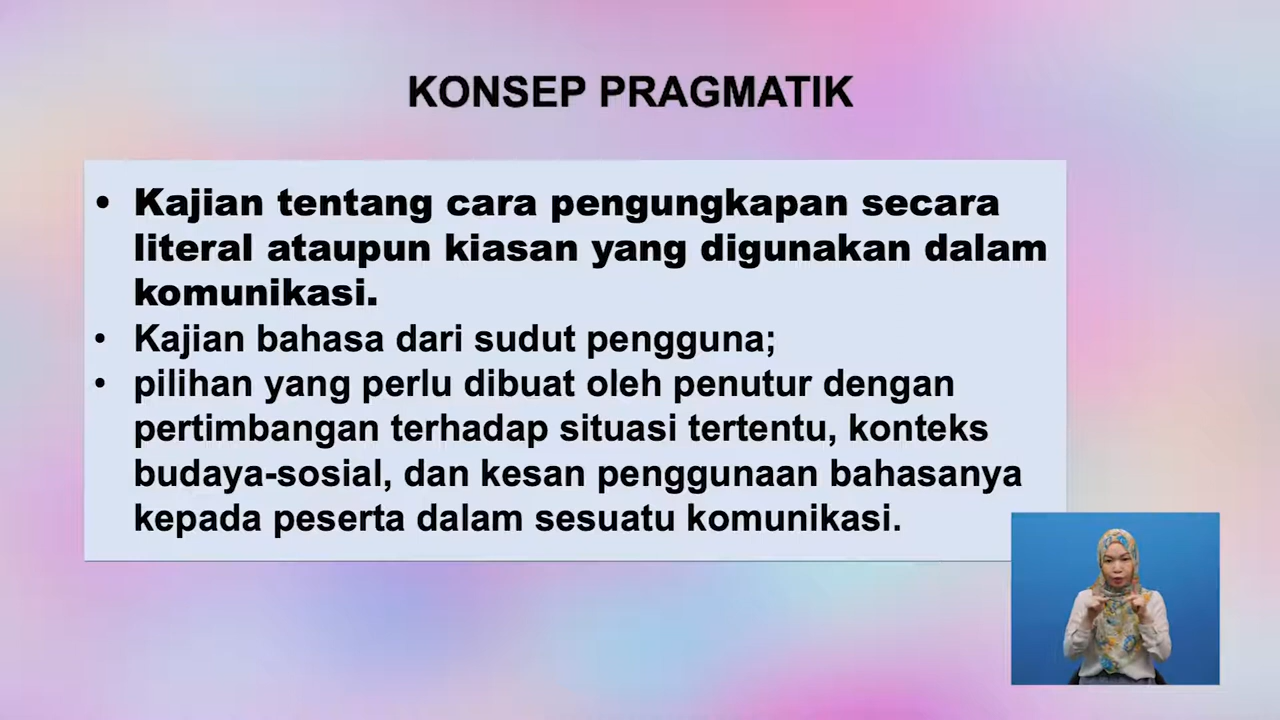 KONSEP PRAGMATIK
• Kajian tentang cara pengungkapan secara
literal ataupun kiasan yang digunakan dalam
komunikasi.
• Kajian bahasa dari sudut pengguna;
• pilihan yang perlu dibuat oleh penutur dengan
pertimbangan terhadap situasi tertentu, konteks
budaya-sosial, dan kesan penggunaan bahasanya
kepada peserta dalam sesuatu komunikasi.